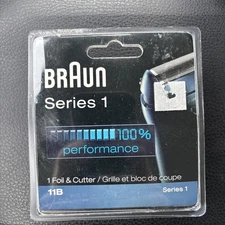 BRAUN
Series 1
100%
performance
1 Foil & Cutter / Grille et bloc de coupe
11B
Series 1